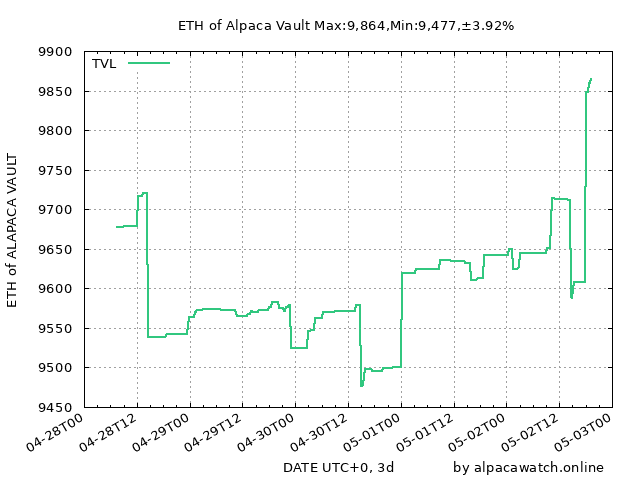 ETH of Alpaca Vault Max:9,864,Min:9,477,±3.92%
TVL
ETH of ALAPACA VAULT
9900
9850
9800
9750
9700
9650
9600
9550
9500
9450
04-28T00
04-28T12
04-29T00
04-29T12
04-30T00
04-30T12
05-01T00
05-01T12
05-02T00
05-02T12
05-03T00
DATE UTC+0, 3d
by alpacawatch.online